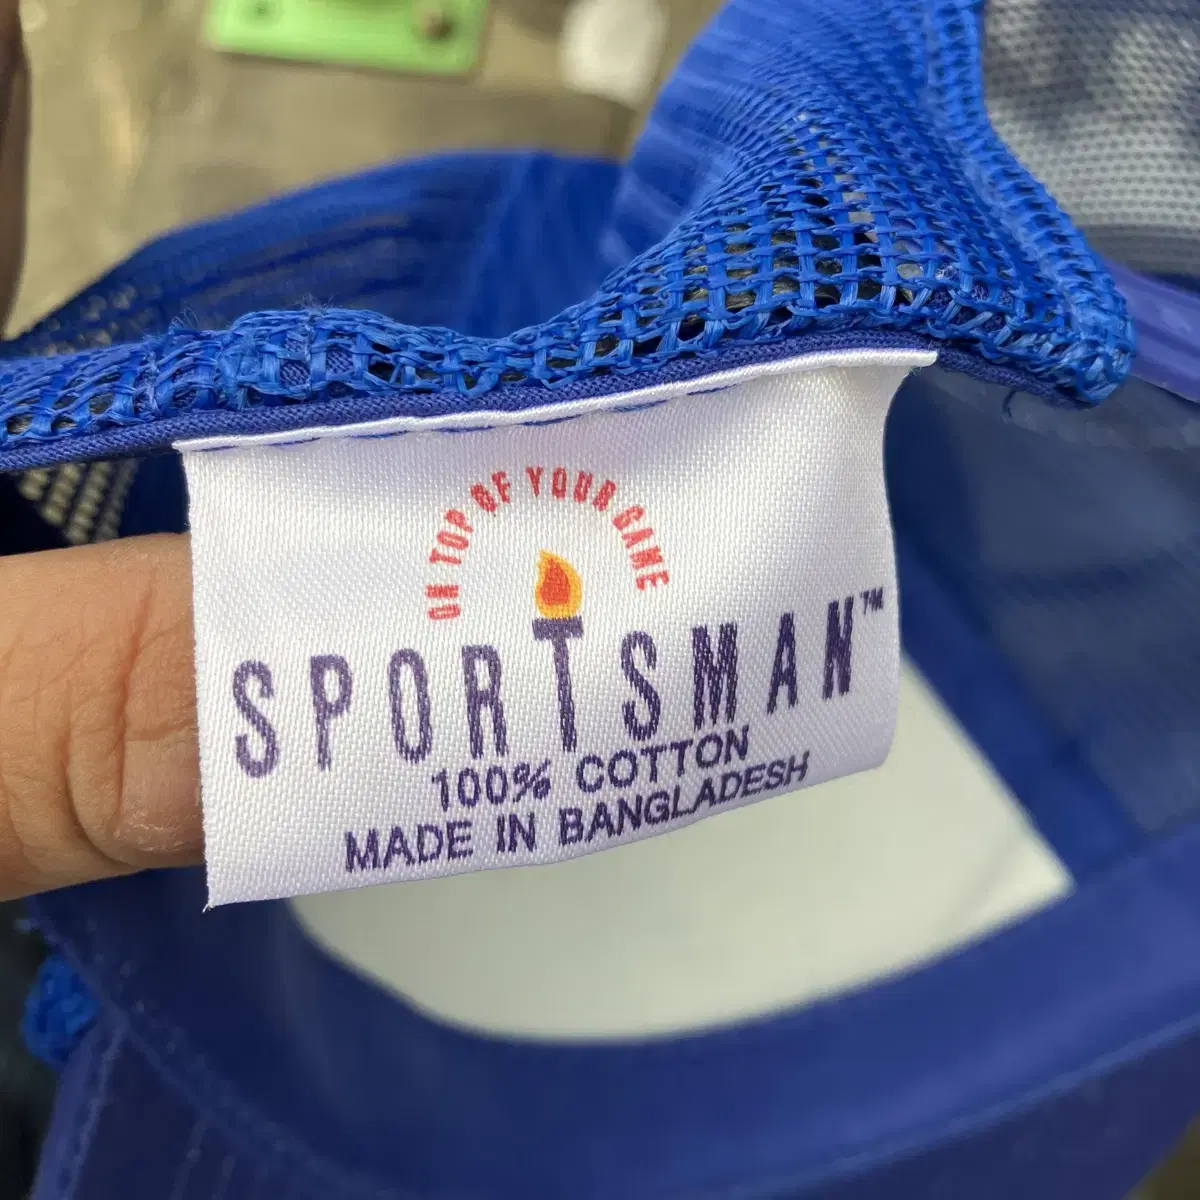 ON TOP OF YOUR GAME
SPORTSMAN™
100% COTTON
MADE IN BANGLADESH